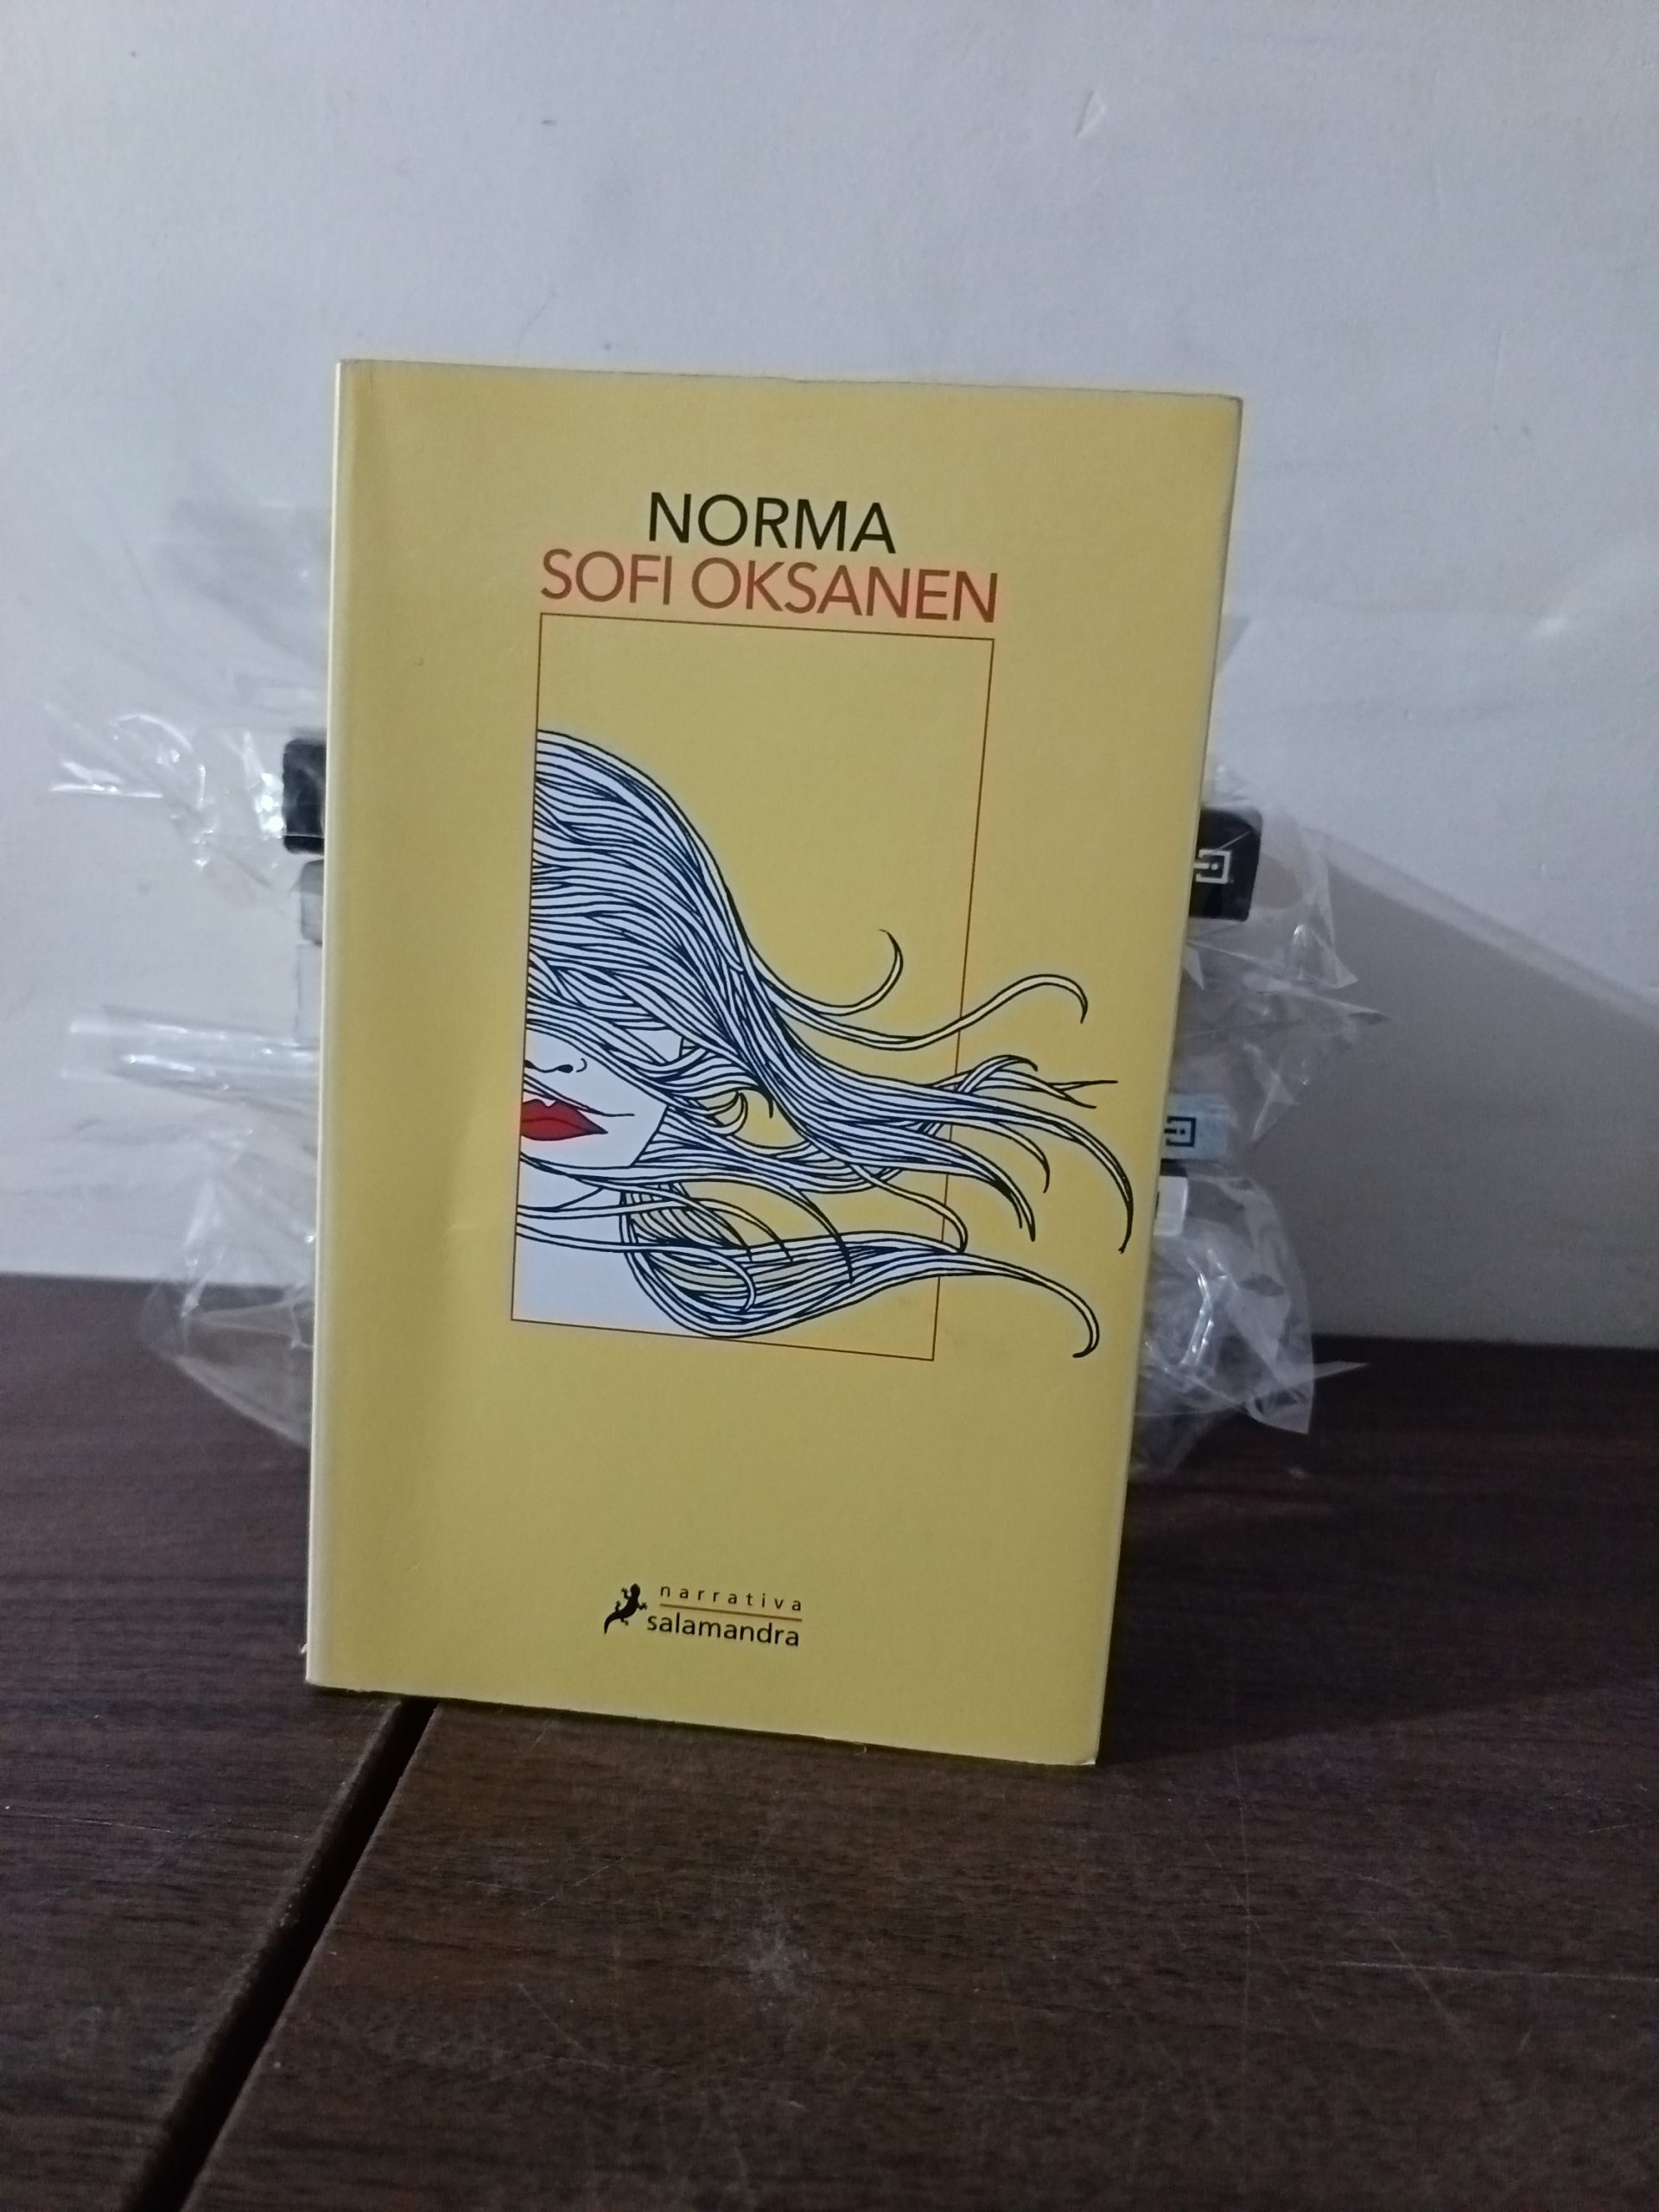 NORMA
SOFI OKSANEN
narrativa
salamandra